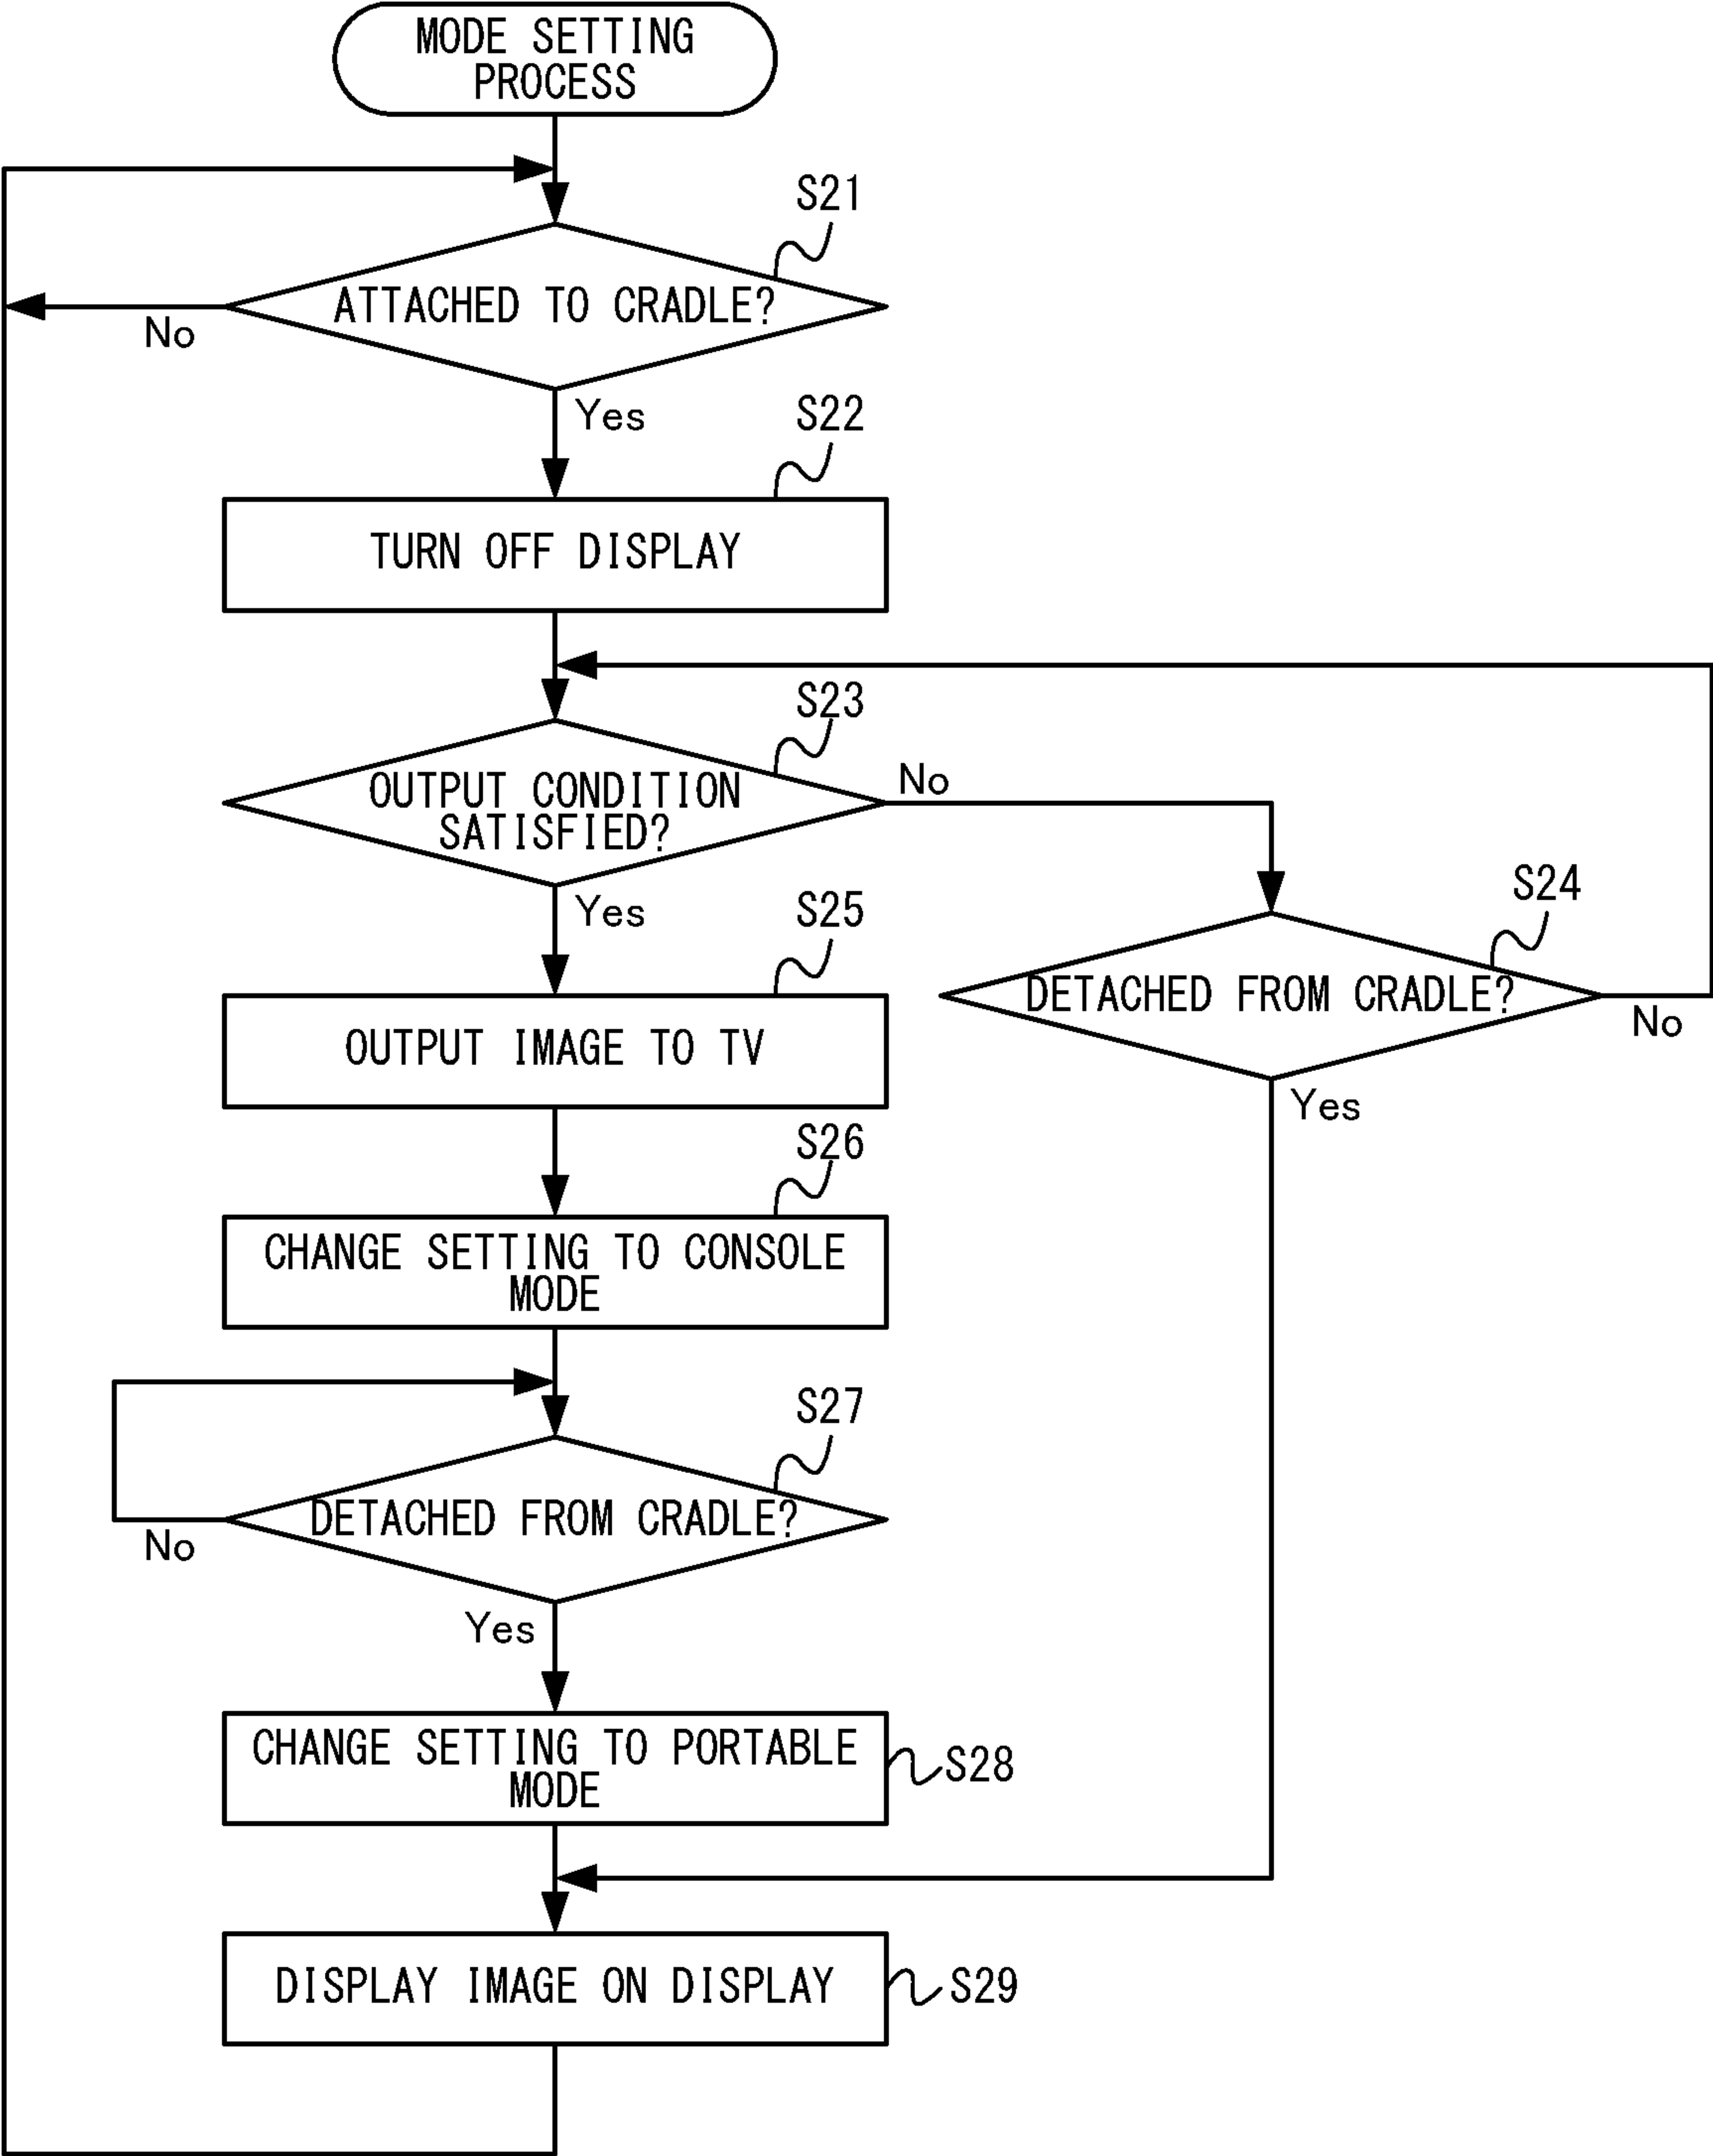 MODE SETTING
PROCESS
S21
ATTACHED TO CRADLE?
No
Yes
S22
TURN OFF DISPLAY
S23
OUTPUT CONDITION
SATISFIED?
No
Yes
S24
DETACHED FROM CRADLE?
No
Yes
S25
OUTPUT IMAGE TO TV
S26
CHANGE SETTING TO CONSOLE
MODE
S27
DETACHED FROM CRADLE?
No
Yes
CHANGE SETTING TO PORTABLE
MODE
S28
DISPLAY IMAGE ON DISPLAY
S29